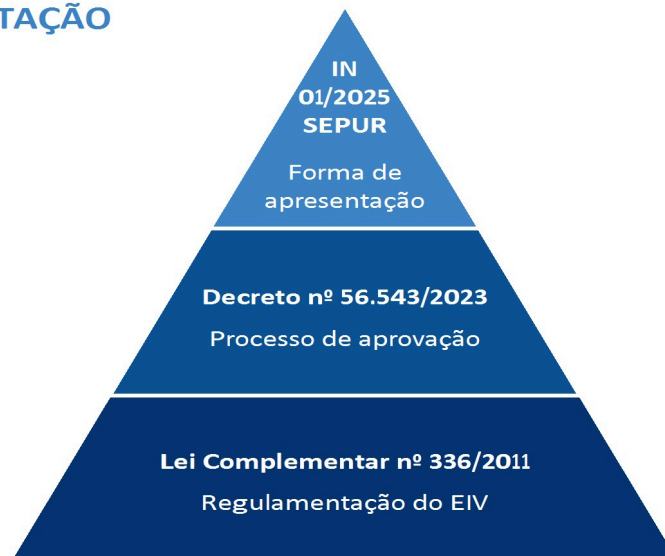 TAÇÃO
IN
01/2025
SEPUR
Forma de
apresentação
Decreto nº 56.543/2023
Processo de aprovação
Lei Complementar nº 336/2011
Regulamentação do EIV